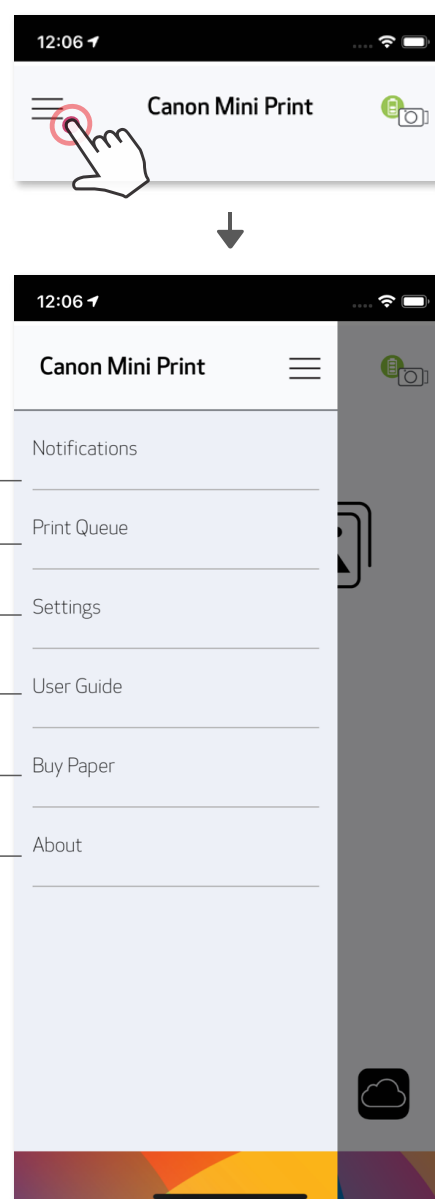 12:06
Canon Mini Print
12:06
Canon Mini Print
Notifications
Print Queue
Settings
User Guide
Buy Paper
About